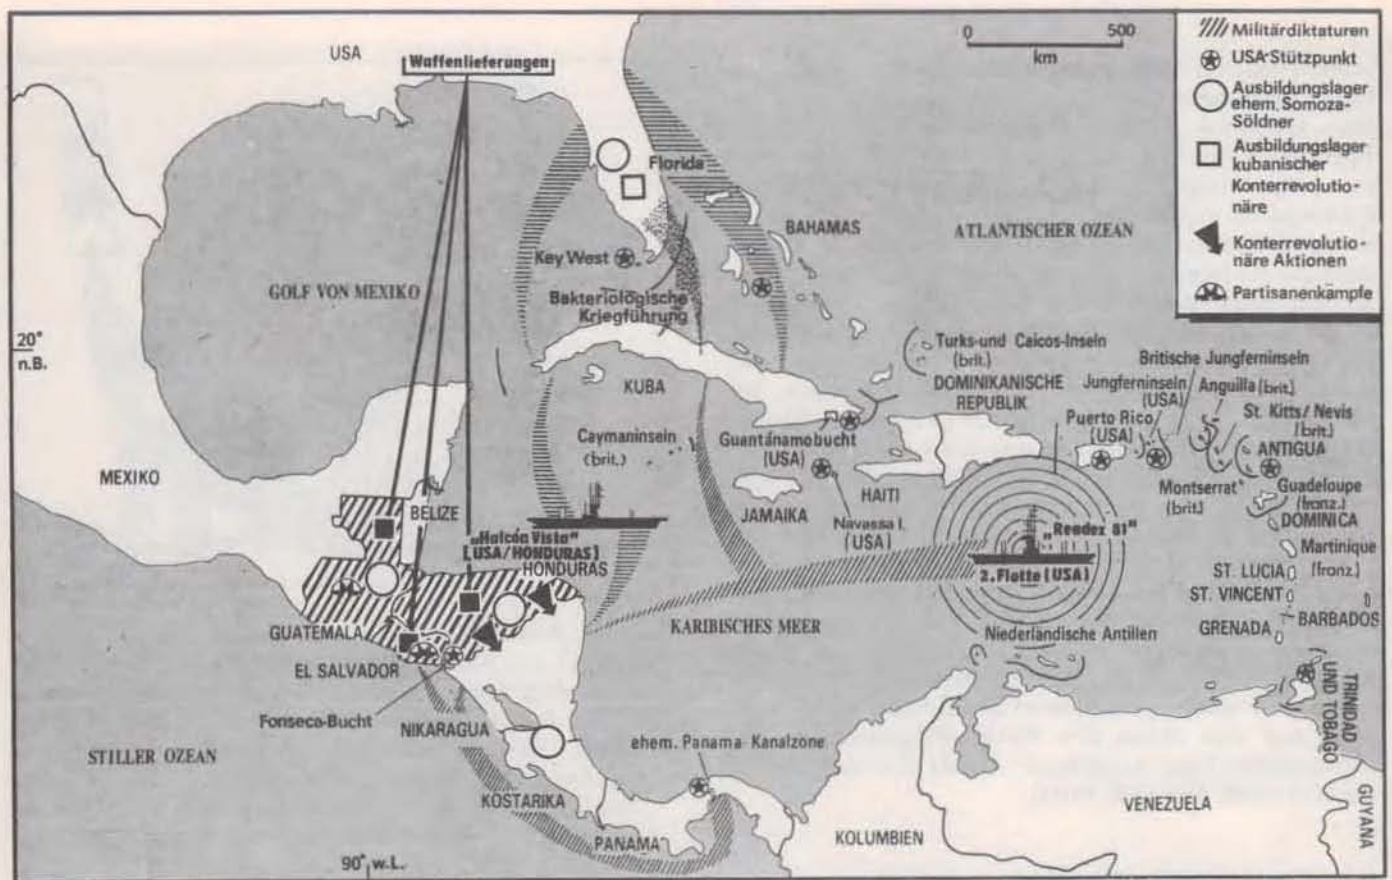 USA
Waffenlieferungen
0 500
km
Militärdiktaturen
USA-Stützpunkt
Ausbildungslager
ehem. Somoza-
Söldner
Ausbildungslager
kubanischer
Konterrevolutio-
näre
Konterrevolutio-
näre Aktionen
Partisanenkämpfe
Florida
BAHAMAS
ATLANTISCHER OZEAN
Key West
GOLF VON MEXIKO
Bakteriologische
Kriegführung
20°
n.B.
KUBA
Turks- und Caicos-Inseln
(brit.)
DOMINIKANISCHE
REPUBLIK
Britische Jungferninseln
Jungferninseln
(USA)
Anguilla (brit.)
Puerto Rico
(USA)
St. Kitts / Nevis
(brit.)
ANTIGUA
Caymaninseln
(brit.)
Guantánamobucht
(USA)
MEXIKO
HAITI
JAMAIKA
Navassa I.
(USA)
Montserrat
(brit.)
Guadeloupe
(franz.)
DOMINICA
Martinique
(franz.)
BELIZE
„Halcón Vista"
[USA/HONDURAS]
HONDURAS
„Readex 81"
2. Flotte [USA]
ST. LUCIA
ST. VINCENT
BARBADOS
GRENADA
GUATEMALA
KARIBISCHES MEER
Niederländische Antillen
EL SALVADOR
Fonseca-Bucht
NIKARAGUA
TRINIDAD
UND TOBAGO
ehem. Panama-Kanalzone
STILLER OZEAN
KOSTARIKA
PANAMA
KOLUMBIEN
VENEZUELA
GUYANA
90° w.L.